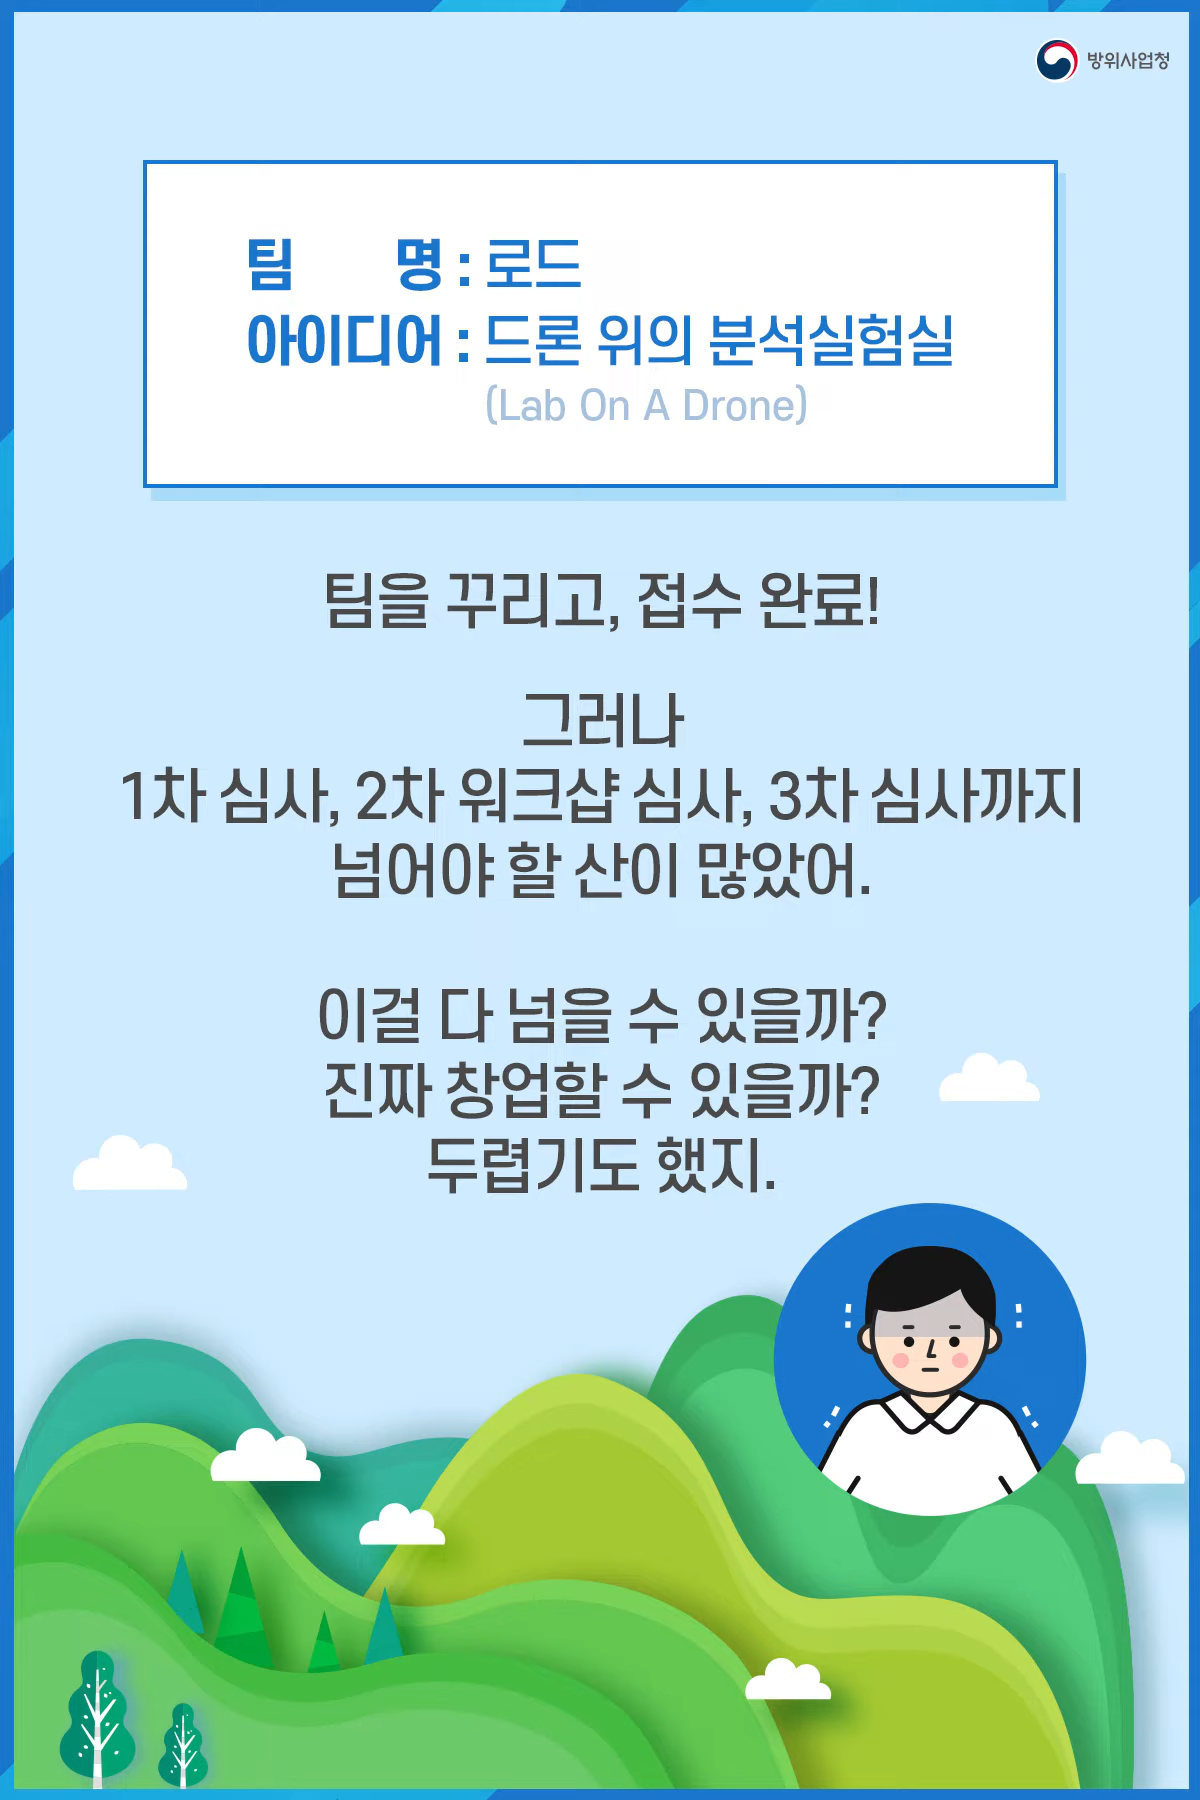 방위사업청
팀 명 : 로드
아이디어 : 드론 위의 분석실험실
(Lab On A Drone)
팀을 꾸리고, 접수 완료!
그러나
1차 심사, 2차 워크샵 심사, 3차 심사까지
넘어야 할 산이 많았어.
이걸 다 넘을 수 있을까?
진짜 창업할 수 있을까?
두렵기도 했지.